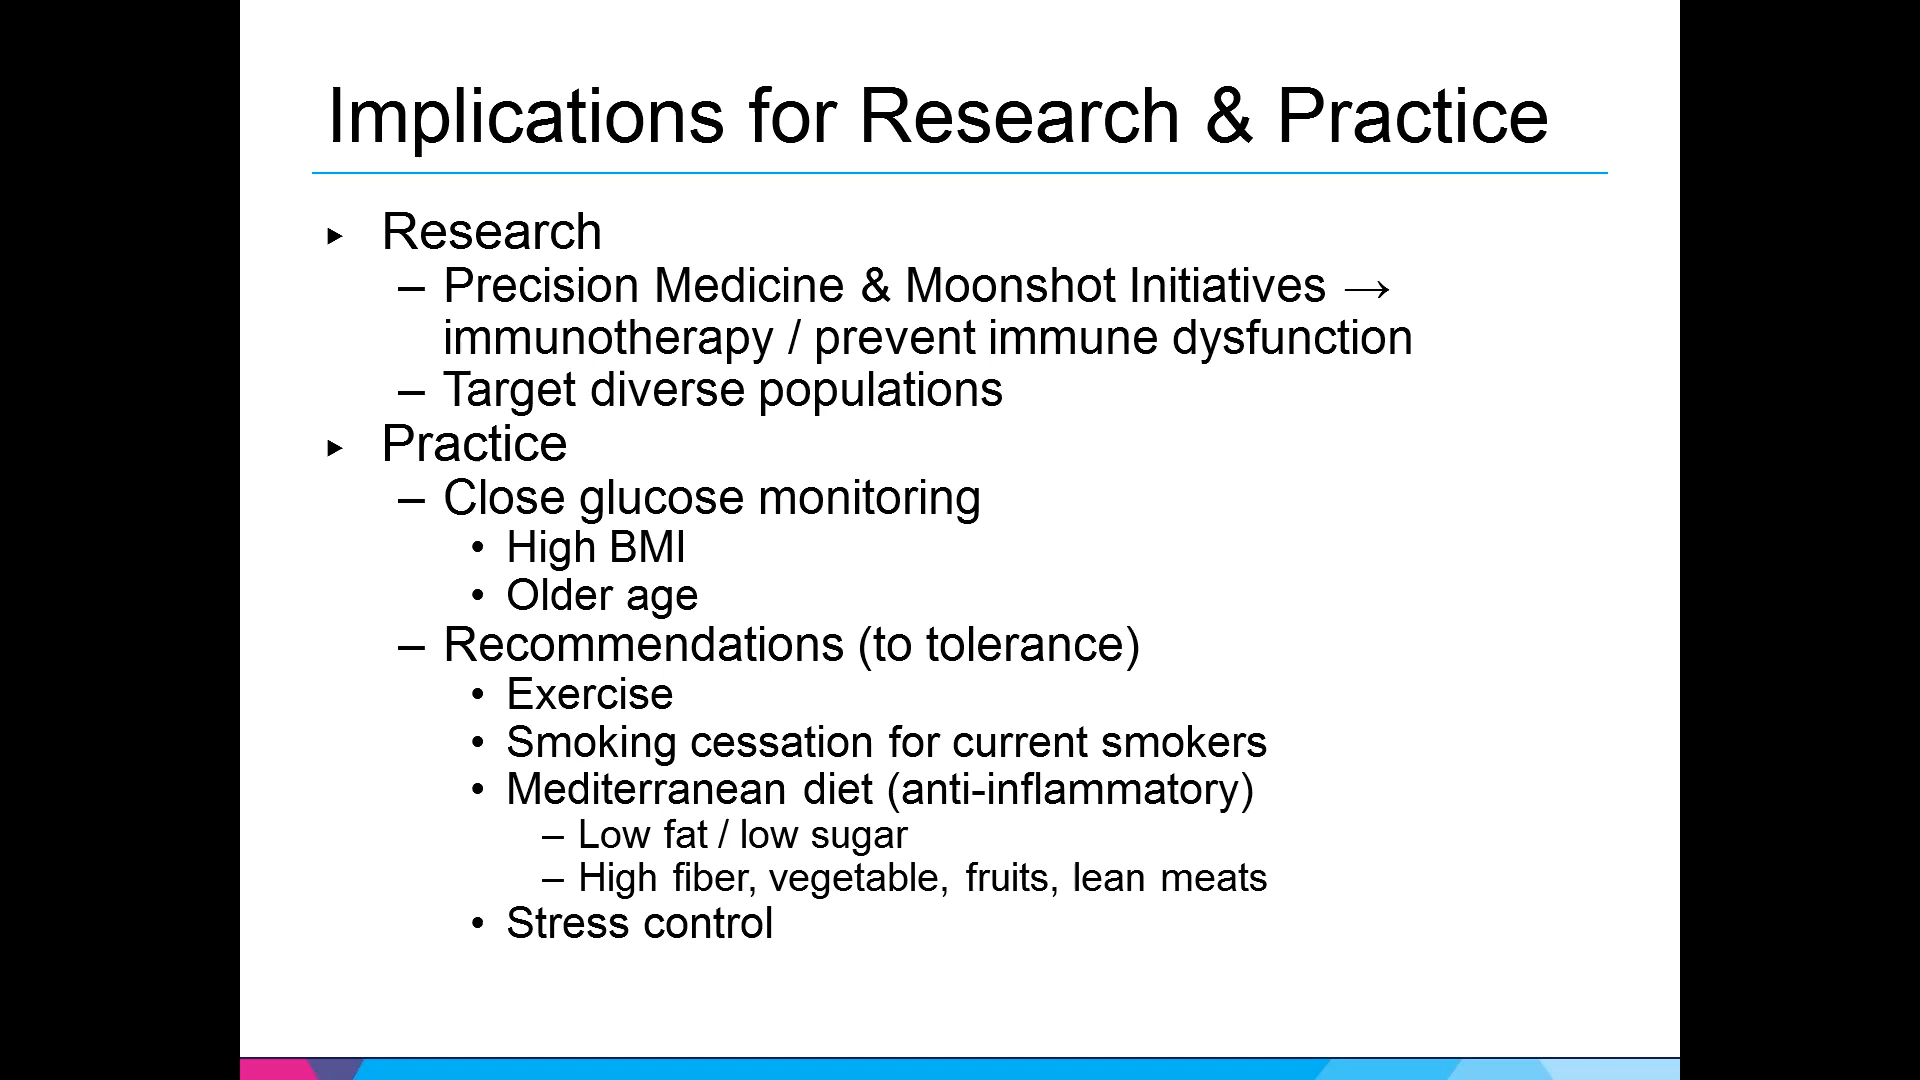 Implications for Research & Practice
▸ Research
– Precision Medicine & Moonshot Initiatives →
immunotherapy / prevent immune dysfunction
– Target diverse populations
▸ Practice
– Close glucose monitoring
• High BMI
• Older age
– Recommendations (to tolerance)
• Exercise
• Smoking cessation for current smokers
• Mediterranean diet (anti-inflammatory)
– Low fat / low sugar
– High fiber, vegetable, fruits, lean meats
• Stress control